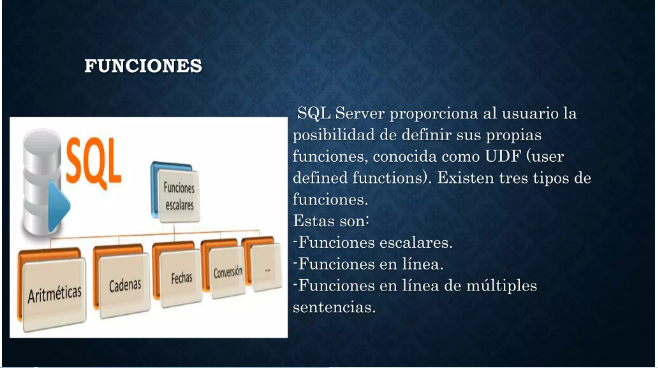 FUNCIONES
SQL Server proporciona al usuario la
posibilidad de definir sus propias
funciones, conocida como UDF (user
defined functions). Existen tres tipos de
funciones.
Estas son:
-Funciones escalares.
-Funciones en línea.
-Funciones en línea de múltiples
sentencias.
SQL
Funciones
escalares
Aritméticas
Cadenas
Fechas
Conversión
...